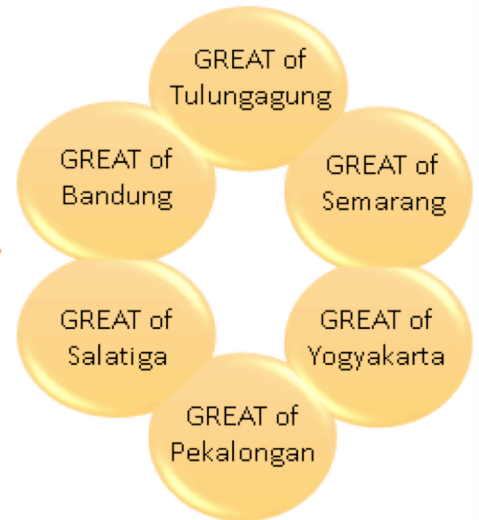 GREAT of
Tulungagung
GREAT of
Semarang
GREAT of
Yogyakarta
GREAT of
Pekalongan
GREAT of
Salatiga
GREAT of
Bandung